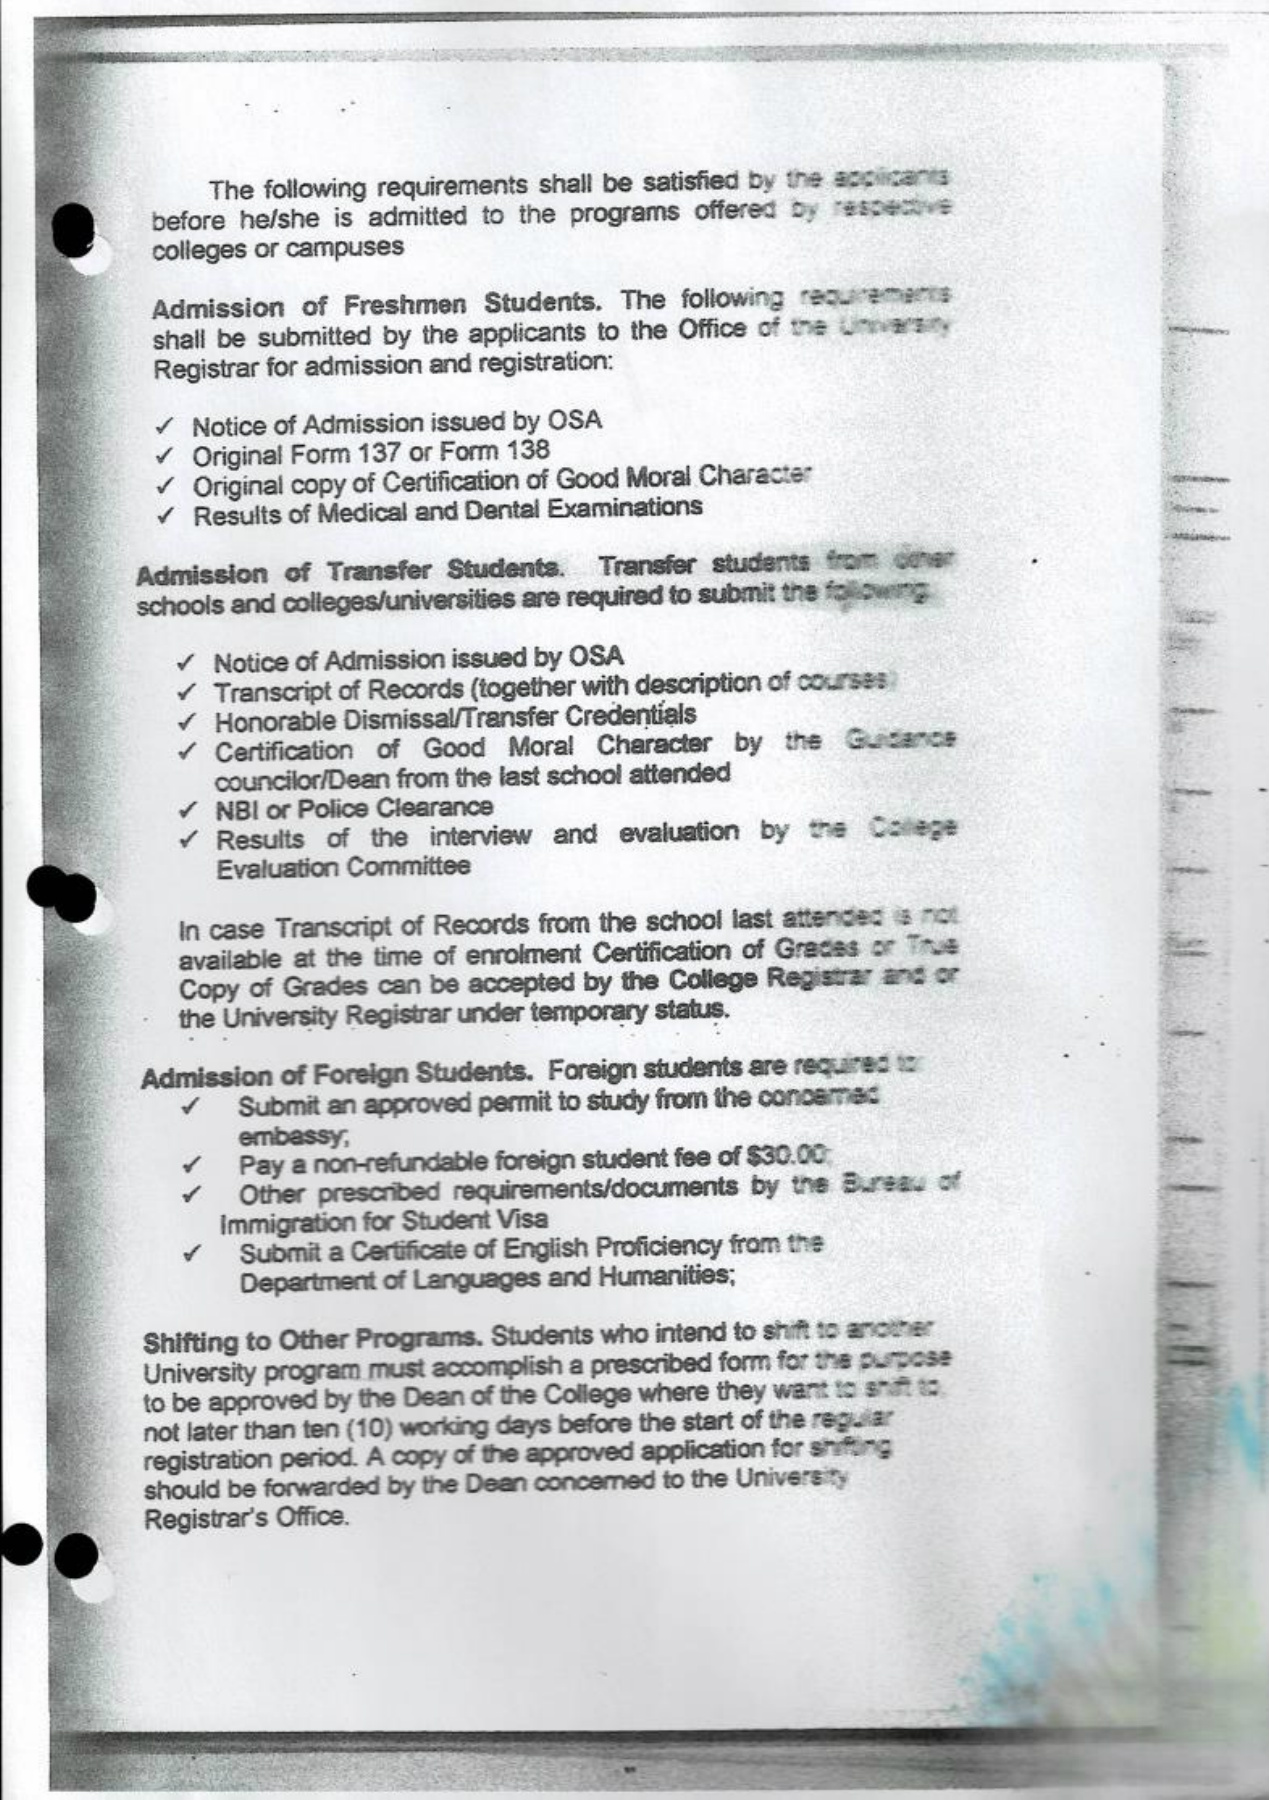 The following requirements shall be satisfied by the applicants
before he/she is admitted to the programs offered by respective
colleges or campuses
Admission of Freshmen Students. The following requirements
shall be submitted by the applicants to the Office of the University
Registrar for admission and registration:
✓ Notice of Admission issued by OSA
✓ Original Form 137 or Form 138
✓ Original copy of Certification of Good Moral Character
✓ Results of Medical and Dental Examinations
Admission of Transfer Students. Transfer students from other
schools and colleges/universities are required to submit the following:
✓ Notice of Admission issued by OSA
✓ Transcript of Records (together with description of courses)
✓ Honorable Dismissal/Transfer Credentials
✓ Certification of Good Moral Character by the Guidance
councilor/Dean from the last school attended
✓ NBI or Police Clearance
✓ Results of the interview and evaluation by the College
Evaluation Committee
In case Transcript of Records from the school last attended is not
available at the time of enrolment Certification of Grades or True
Copy of Grades can be accepted by the College Registrar and or
the University Registrar under temporary status.
Admission of Foreign Students. Foreign students are required to:
✓ Submit an approved permit to study from the concerned
embassy;
✓ Pay a non-refundable foreign student fee of $30.00;
✓ Other prescribed requirements/documents by the Bureau of
Immigration for Student Visa
✓ Submit a Certificate of English Proficiency from the
Department of Languages and Humanities;
Shifting to Other Programs. Students who intend to shift to another
University program must accomplish a prescribed form for the purpose
to be approved by the Dean of the College where they want to shift to,
not later than ten (10) working days before the start of the regular
registration period. A copy of the approved application for shifting
should be forwarded by the Dean concerned to the University
Registrar's Office.